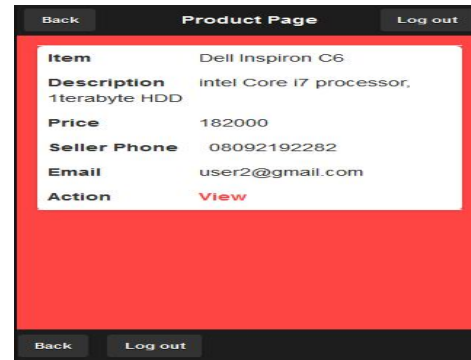 Back Product Page Log out
Item Dell Inspiron C6
Description intel Core i7 processor,
1terabyte HDD
Price 182000
Seller Phone 08092192282
Email user2@gmail.com
Action View
Back Log out